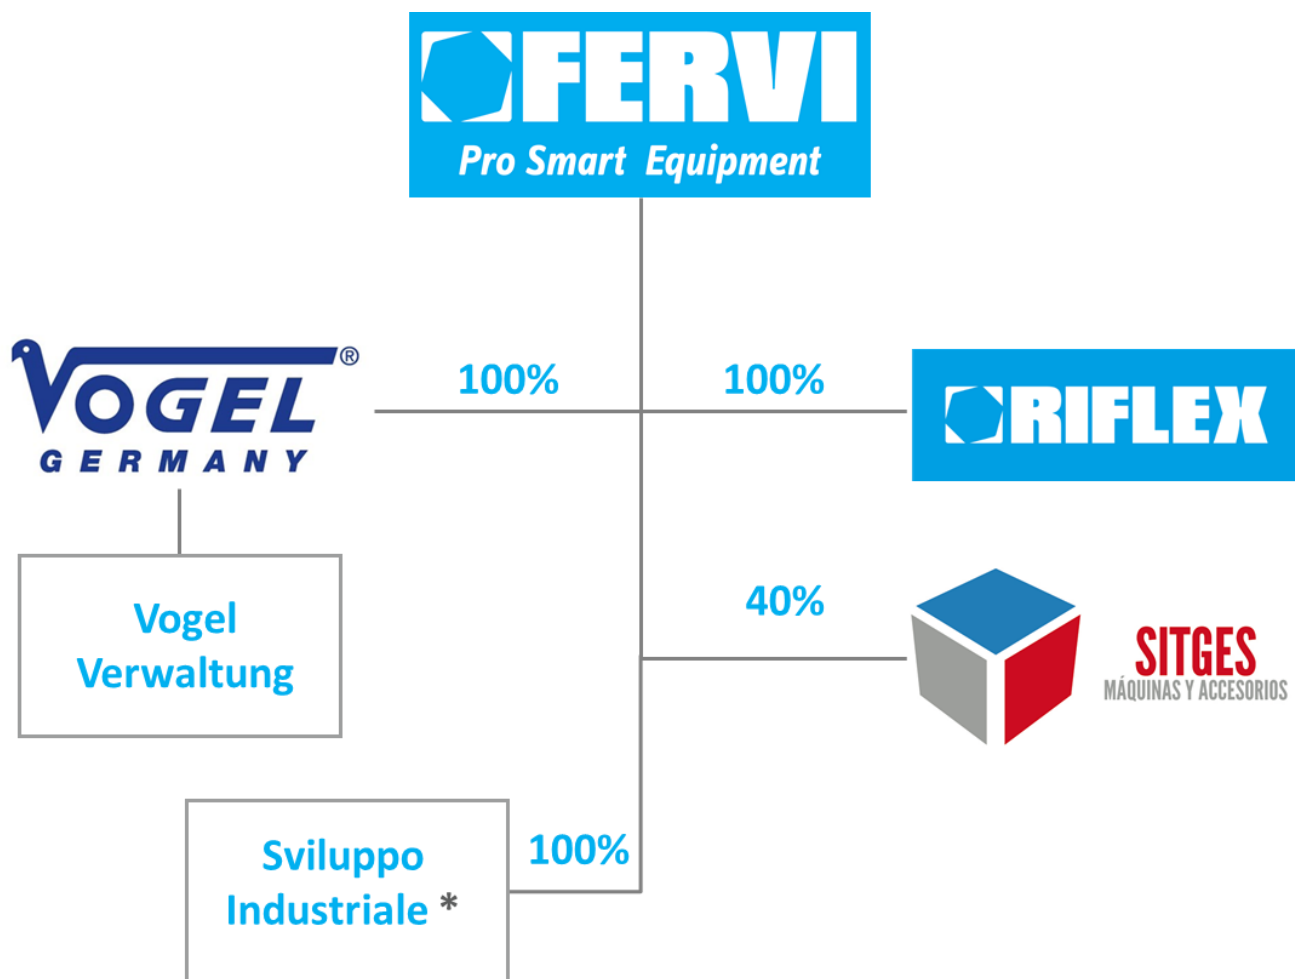 FERVI
Pro Smart Equipment
VOGEL®
GERMANY
100%
100%
RIFLEX
Vogel
Verwaltung
40%
SITGES
MÁQUINAS Y ACCESORIOS
Sviluppo
Industriale *
100%